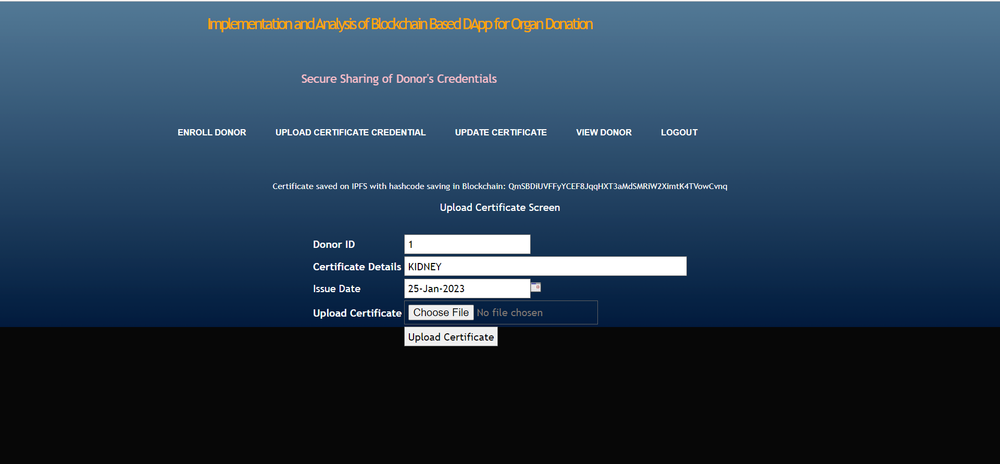 Implementation and Analysis of Blockchain Based DApp for Organ Donation
Secure Sharing of Donor's Credentials
ENROLL DONOR UPLOAD CERTIFICATE CREDENTIAL UPDATE CERTIFICATE VIEW DONOR LOGOUT
Certificate saved on IPFS with hashcode saving in Blockchain: QmSBDiUVFFyYCEF8JqqHXT3aMdSMRiW2XimtK4TVowCvnq
Upload Certificate Screen
Donor ID 1
Certificate Details KIDNEY
Issue Date 25-Jan-2023
Upload Certificate Choose File No file chosen
Upload Certificate